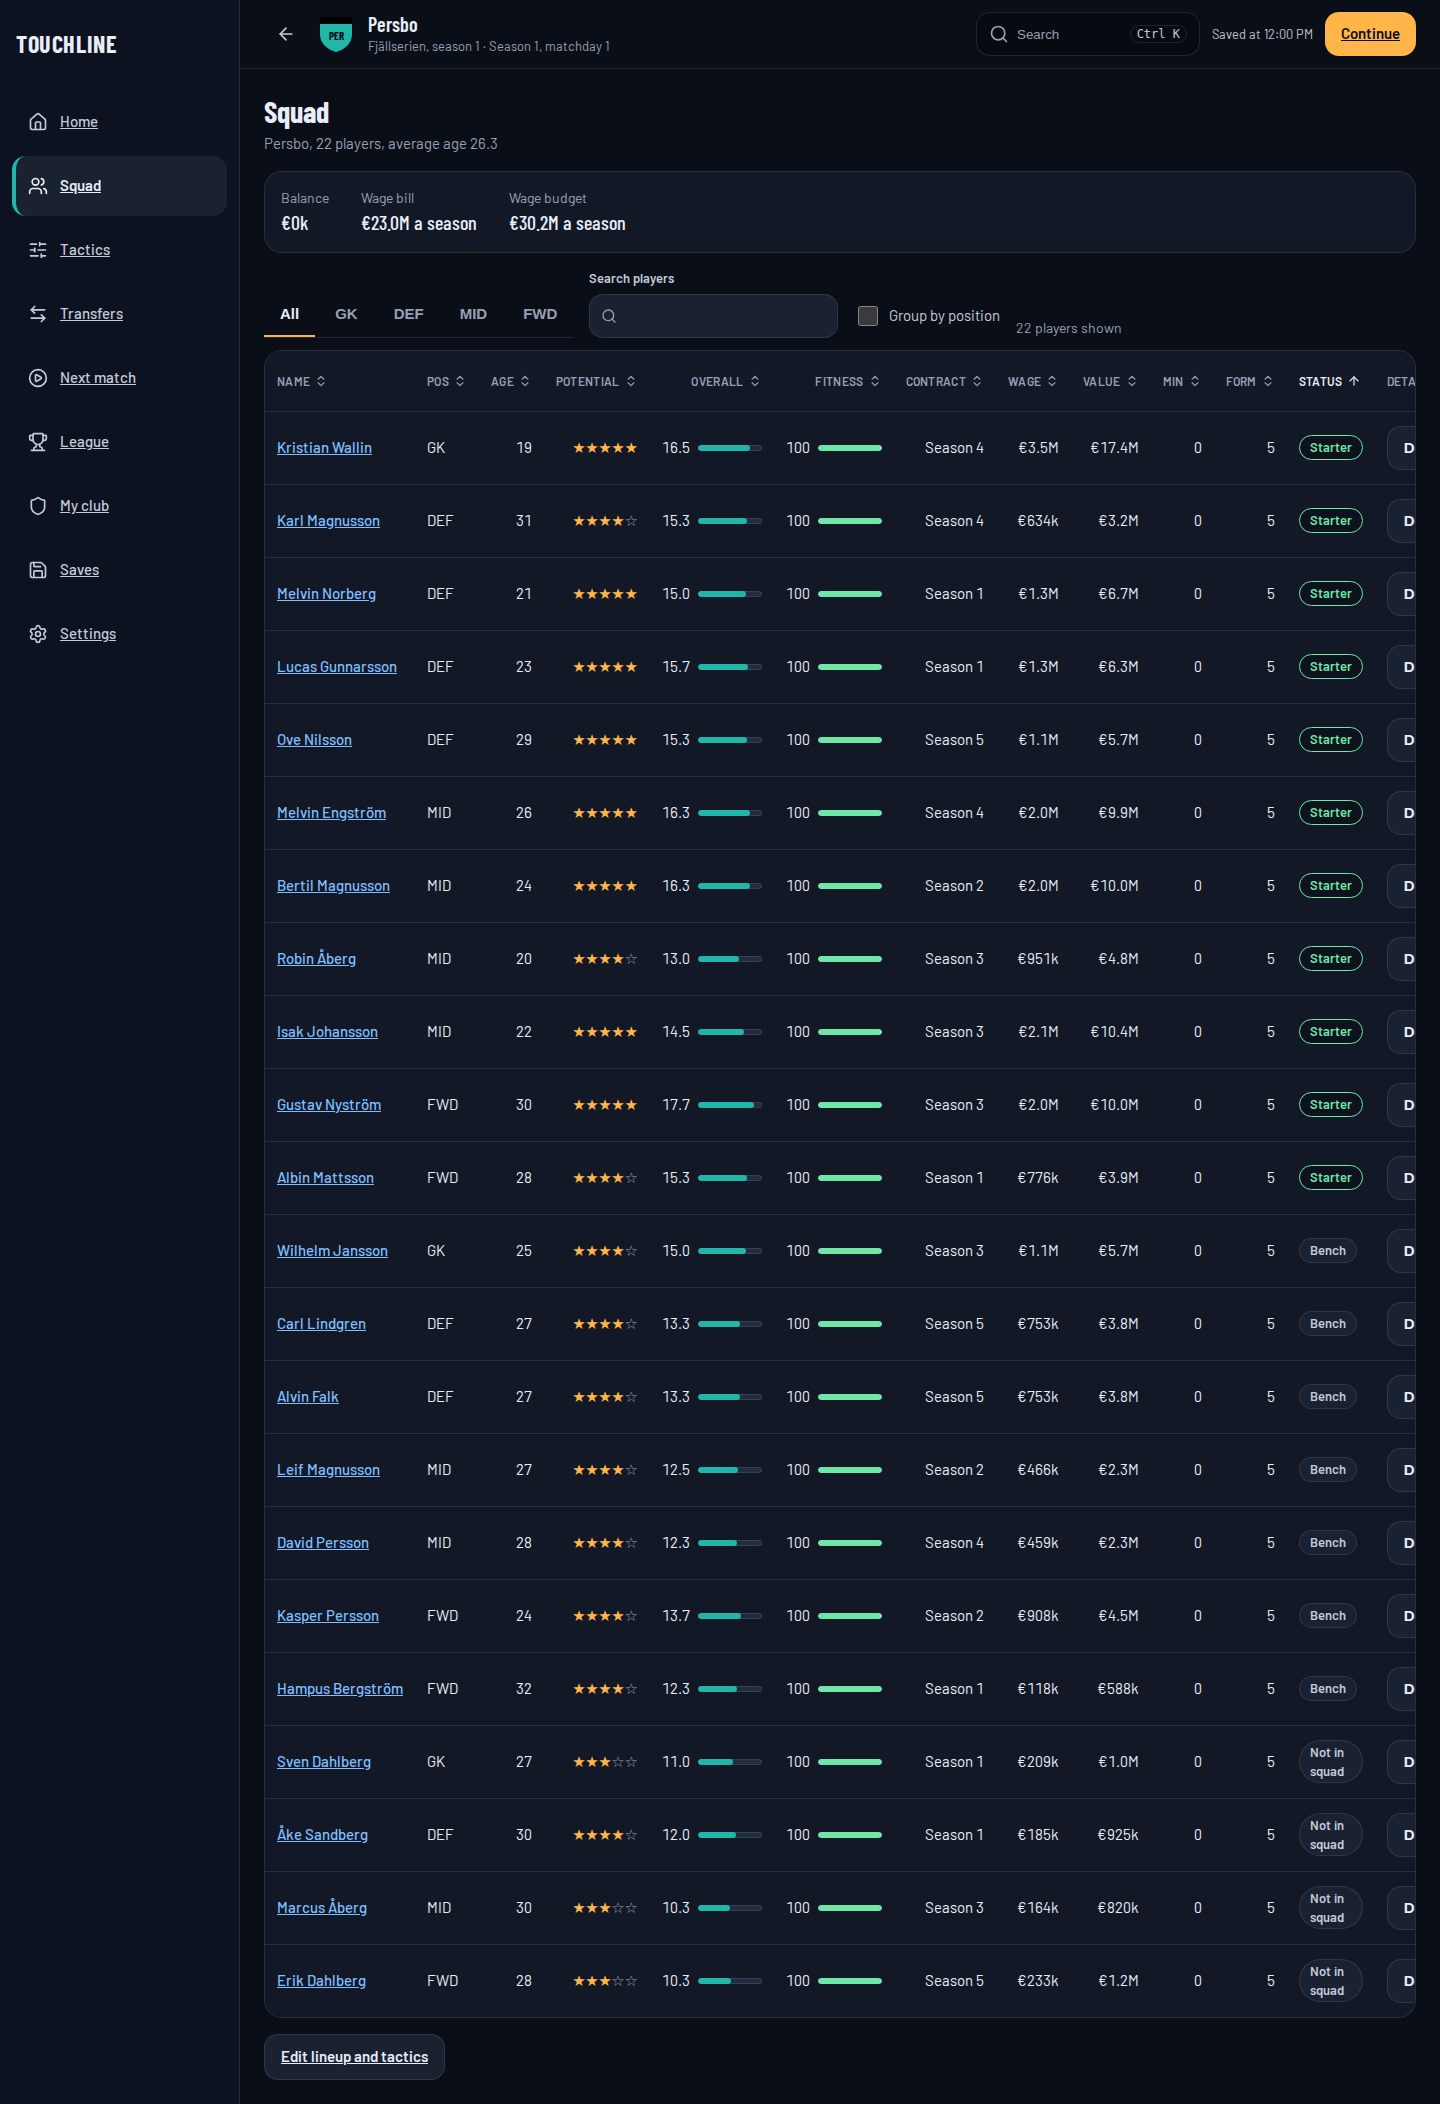 TOUCHLINE
Home
Squad
Tactics
Transfers
Next match
League
My club
Saves
Settings
PER
Persbo
Fjällserien, season 1 · Season 1, matchday 1
Search Ctrl K
Saved at 12:00 PM
Continue
Squad
Persbo, 22 players, average age 26.3
Balance Wage bill Wage budget
€0k €23.0M a season €30.2M a season
Search players
All GK DEF MID FWD
Group by position
22 players shown
NAME POS AGE POTENTIAL OVERALL FITNESS CONTRACT WAGE VALUE MIN FORM STATUS DETA
Kristian Wallin GK 19 ★★★★★ 16.5 100 Season 4 €3.5M €17.4M 0 5 Starter D
Karl Magnusson DEF 31 ★★★★☆ 15.3 100 Season 4 €634k €3.2M 0 5 Starter D
Melvin Norberg DEF 21 ★★★★★ 15.0 100 Season 1 €1.3M €6.7M 0 5 Starter D
Lucas Gunnarsson DEF 23 ★★★★★ 15.7 100 Season 1 €1.3M €6.3M 0 5 Starter D
Ove Nilsson DEF 29 ★★★★★ 15.3 100 Season 5 €1.1M €5.7M 0 5 Starter D
Melvin Engström MID 26 ★★★★★ 16.3 100 Season 4 €2.0M €9.9M 0 5 Starter D
Bertil Magnusson MID 24 ★★★★★ 16.3 100 Season 2 €2.0M €10.0M 0 5 Starter D
Robin Åberg MID 20 ★★★★☆ 13.0 100 Season 3 €951k €4.8M 0 5 Starter D
Isak Johansson MID 22 ★★★★★ 14.5 100 Season 3 €2.1M €10.4M 0 5 Starter D
Gustav Nyström FWD 30 ★★★★★ 17.7 100 Season 3 €2.0M €10.0M 0 5 Starter D
Albin Mattsson FWD 28 ★★★★☆ 15.3 100 Season 1 €776k €3.9M 0 5 Starter D
Wilhelm Jansson GK 25 ★★★★☆ 15.0 100 Season 3 €1.1M €5.7M 0 5 Bench D
Carl Lindgren DEF 27 ★★★★☆ 13.3 100 Season 5 €753k €3.8M 0 5 Bench D
Alvin Falk DEF 27 ★★★★☆ 13.3 100 Season 5 €753k €3.8M 0 5 Bench D
Leif Magnusson MID 27 ★★★★☆ 12.5 100 Season 2 €466k €2.3M 0 5 Bench D
David Persson MID 28 ★★★★☆ 12.3 100 Season 4 €459k €2.3M 0 5 Bench D
Kasper Persson FWD 24 ★★★★☆ 13.7 100 Season 2 €908k €4.5M 0 5 Bench D
Hampus Bergström FWD 32 ★★★★☆ 12.3 100 Season 1 €118k €588k 0 5 Bench D
Sven Dahlberg GK 27 ★★★☆☆ 11.0 100 Season 1 €209k €1.0M 0 5 Not in squad D
Åke Sandberg DEF 30 ★★★★☆ 12.0 100 Season 1 €185k €925k 0 5 Not in squad D
Marcus Åberg MID 30 ★★★☆☆ 10.3 100 Season 3 €164k €820k 0 5 Not in squad D
Erik Dahlberg FWD 28 ★★★☆☆ 10.3 100 Season 5 €233k €1.2M 0 5 Not in squad D
Edit lineup and tactics